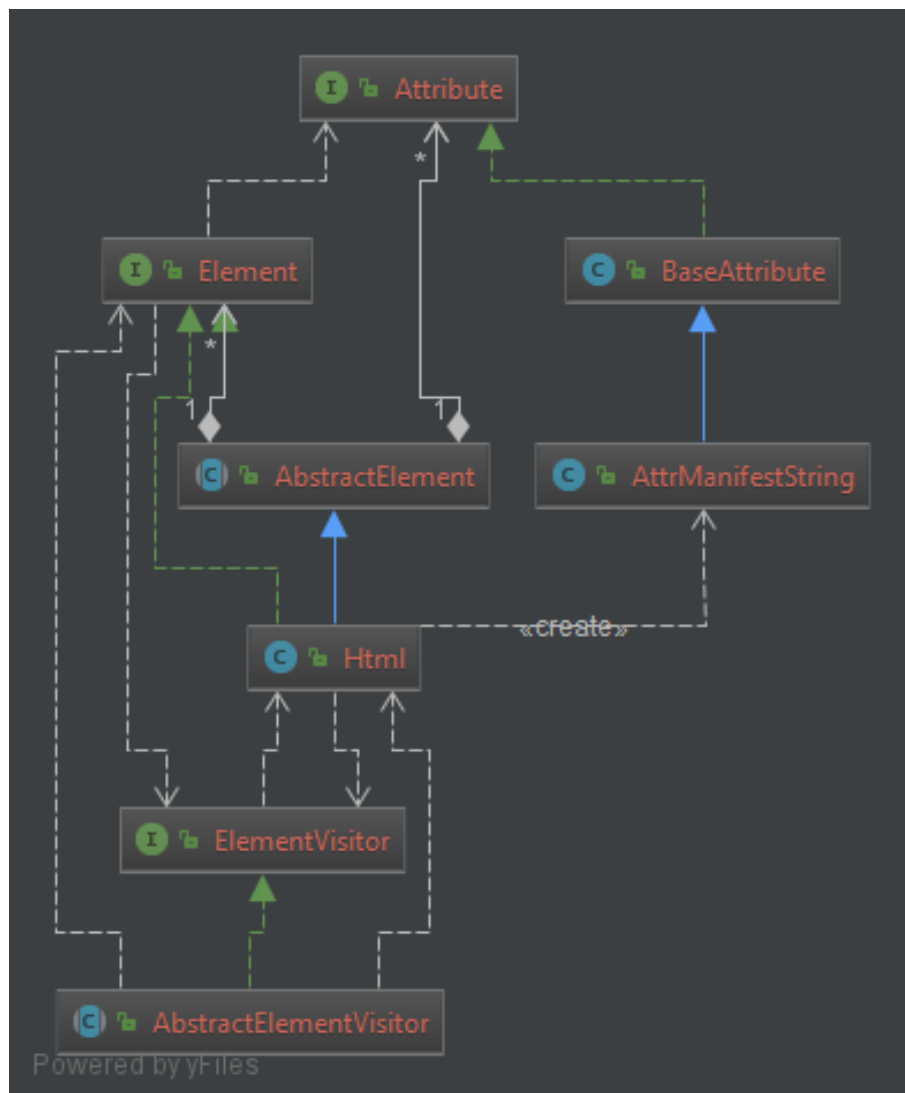 I Attribute
*
I Element
C BaseAttribute
*
1
1
C AbstractElement
C AttrManifestString
«create»
C Html
I ElementVisitor
C AbstractElementVisitor
Powered by yFiles